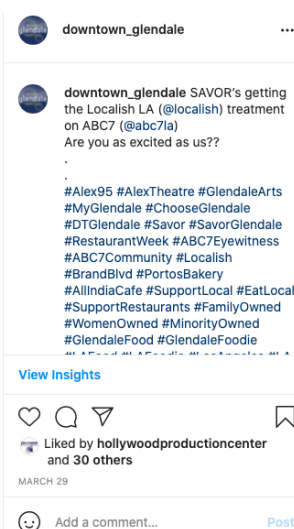 downtown_glendale
...
downtown_glendale SAVOR's getting
the Localish LA (@localish) treatment
on ABC7 (@abc7la)
Are you as excited as us??
.
.
#Alex95 #AlexTheatre #GlendaleArts
#MyGlendale #ChooseGlendale
#DTGlendale #Savor #SavorGlendale
#RestaurantWeek #ABC7Eyewitness
#ABC7Community #Localish
#BrandBlvd #PortosBakery
#AllIndiaCafe #SupportLocal #EatLocal
#SupportRestaurants #FamilyOwned
#WomenOwned #MinorityOwned
#GlendaleFood #GlendaleFoodie
View Insights
Liked by hollywoodproductioncenter
and 30 others
MARCH 29
Add a comment...
Post